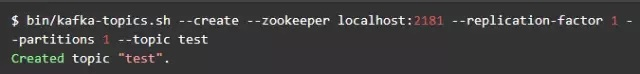 $ bin/kafka-topics.sh --create --zookeeper localhost:2181 --replication-factor 1 -
-partitions 1 --topic test
Created topic "test".